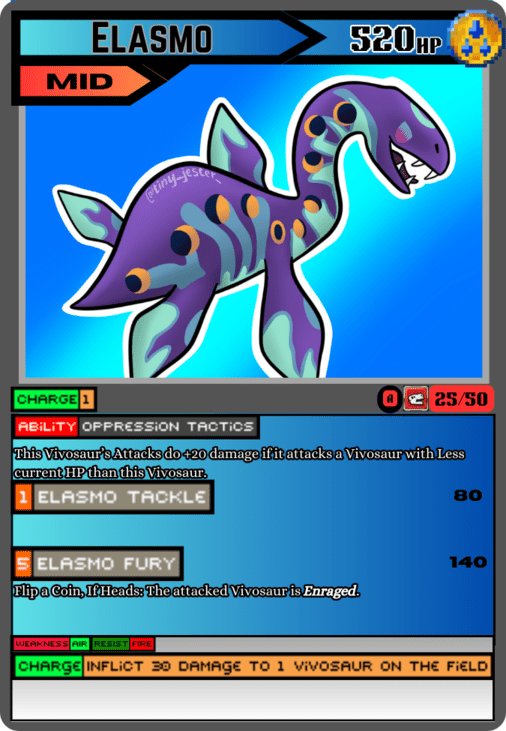 Elasmo 520HP
MID
@tiny_jester_
CHARGE 1 A 25/50
ABILITY OPPRESSION TACTICS
This Vivosaur's Attacks do +20 damage if it attacks a Vivosaur with Less
current HP than this Vivosaur.
1 ELASMO TACKLE 80
5 ELASMO FURY 140
Flip a Coin, If Heads: The attacked Vivosaur is Enraged.
WEAKNESS AIR RESIST FIRE
CHARGE INFLICT 30 DAMAGE TO 1 VIVOSAUR ON THE FIELD